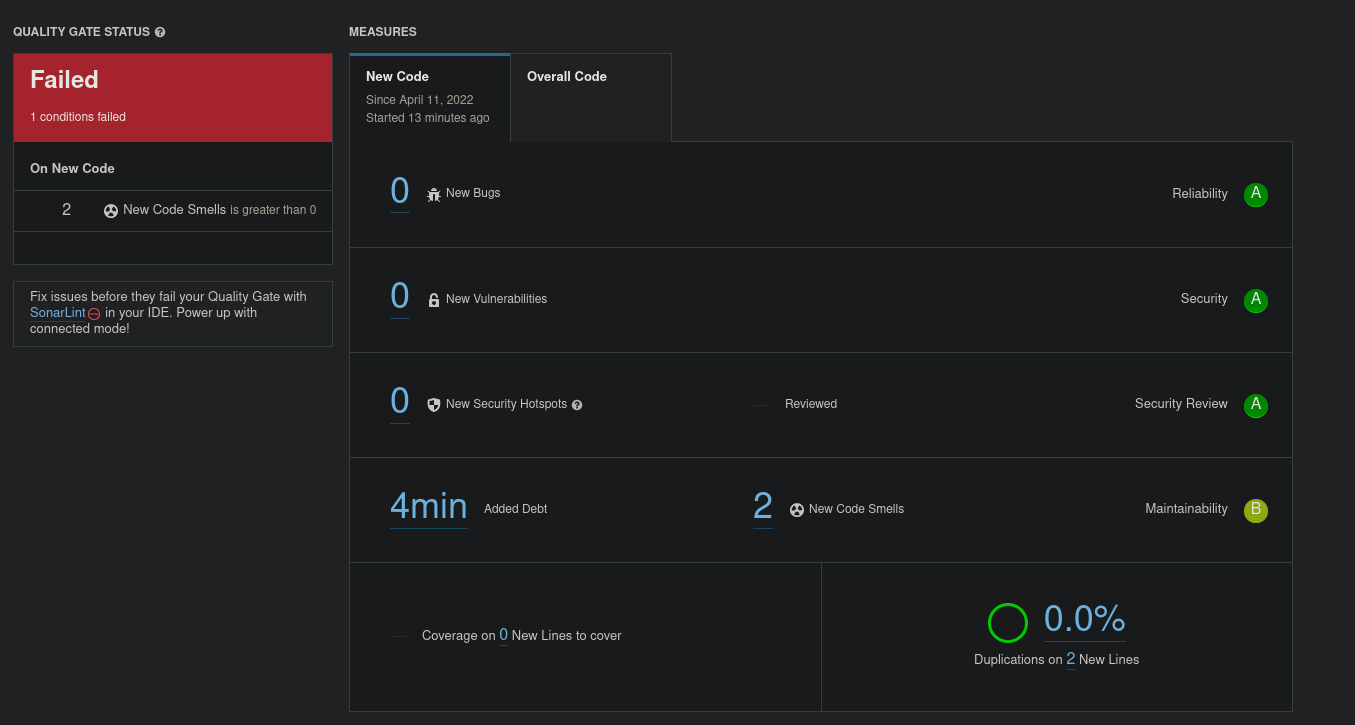 QUALITY GATE STATUS
Failed
1 conditions failed
On New Code
2 New Code Smells is greater than 0
Fix issues before they fail your Quality Gate with
SonarLint in your IDE. Power up with
connected mode!
MEASURES
New Code
Since April 11, 2022
Started 13 minutes ago
Overall Code
0 New Bugs Reliability A
0 New Vulnerabilities Security A
0 New Security Hotspots Reviewed Security Review A
4min Added Debt 2 New Code Smells Maintainability B
Coverage on 0 New Lines to cover
0.0%
Duplications on 2 New Lines